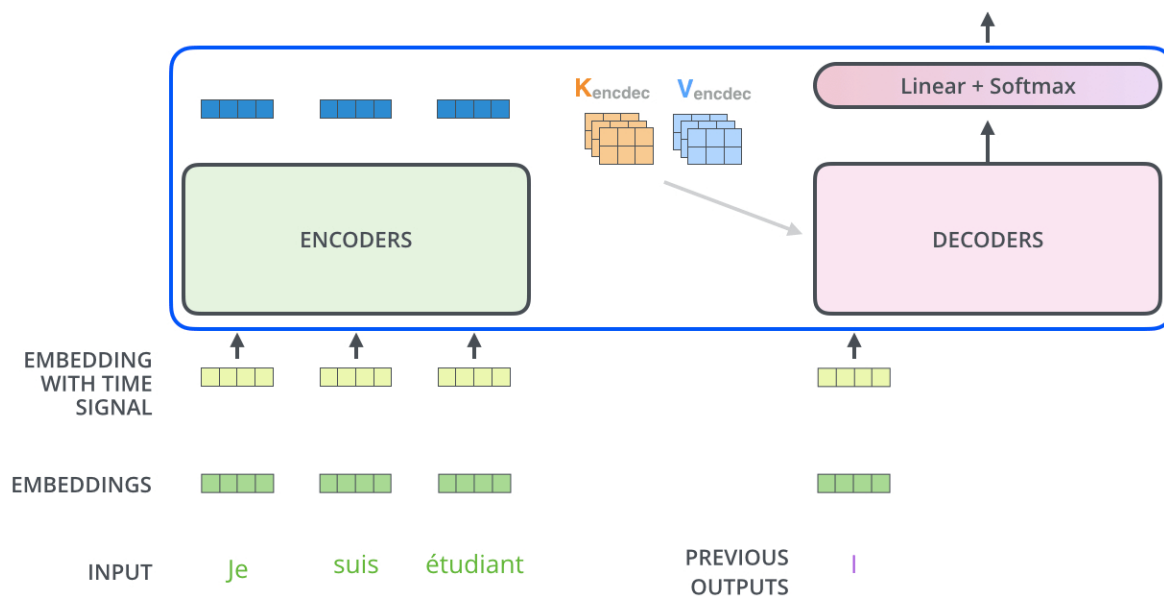 Kencdec
Vencdec
Linear + Softmax
ENCODERS
DECODERS
EMBEDDING
WITH TIME
SIGNAL
EMBEDDINGS
INPUT
Je
suis
étudiant
PREVIOUS
OUTPUTS
I